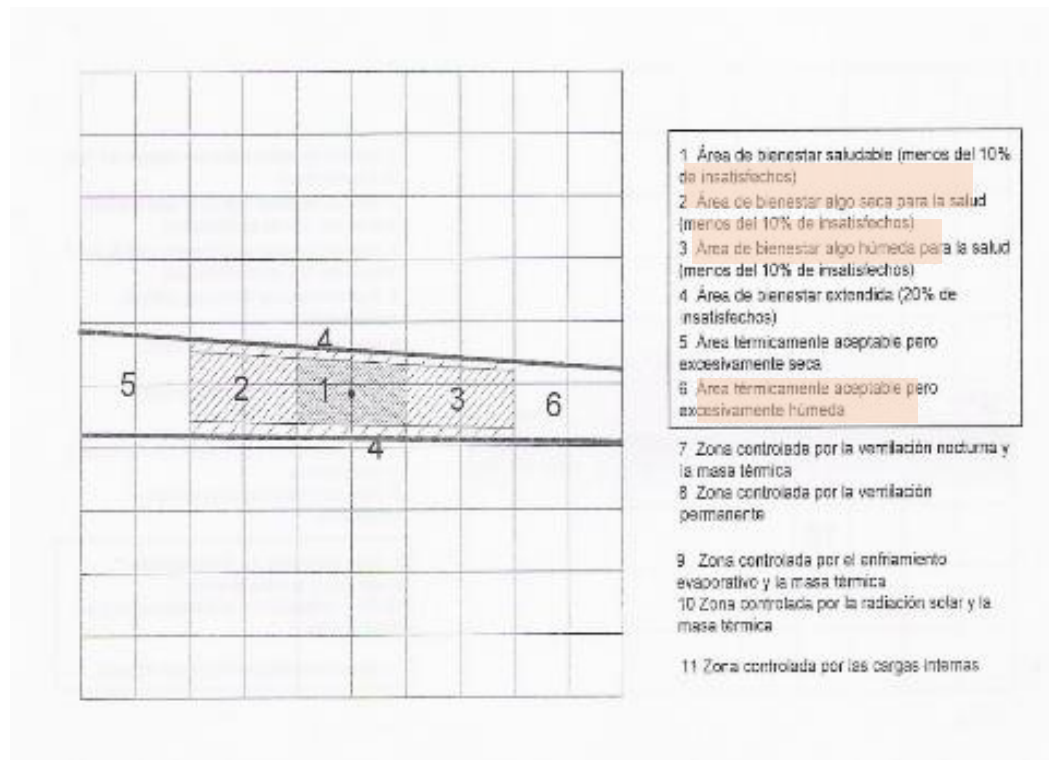 4
5 2 1 3 6
4
1 Área de bienestar saludable (menos del 10%
de insatisfechos)
2 Área de bienestar algo seca para la salud
(menos del 10% de insatisfechos)
3 Área de bienestar algo húmeda para la salud
(menos del 10% de insatisfechos)
4 Área de bienestar extendida (20% de
insatisfechos)
5 Área térmicamente aceptable pero
excesivamente seca
6 Área térmicamente aceptable pero
excesivamente húmeda
7 Zona controlada por la ventilación nocturna y
la masa térmica
8 Zona controlada por la ventilación
permanente
9 Zona controlada por el enfriamiento
evaporativo y la masa térmica
10 Zona controlada por la radiación solar y la
masa térmica
11 Zona controlada por las cargas internas